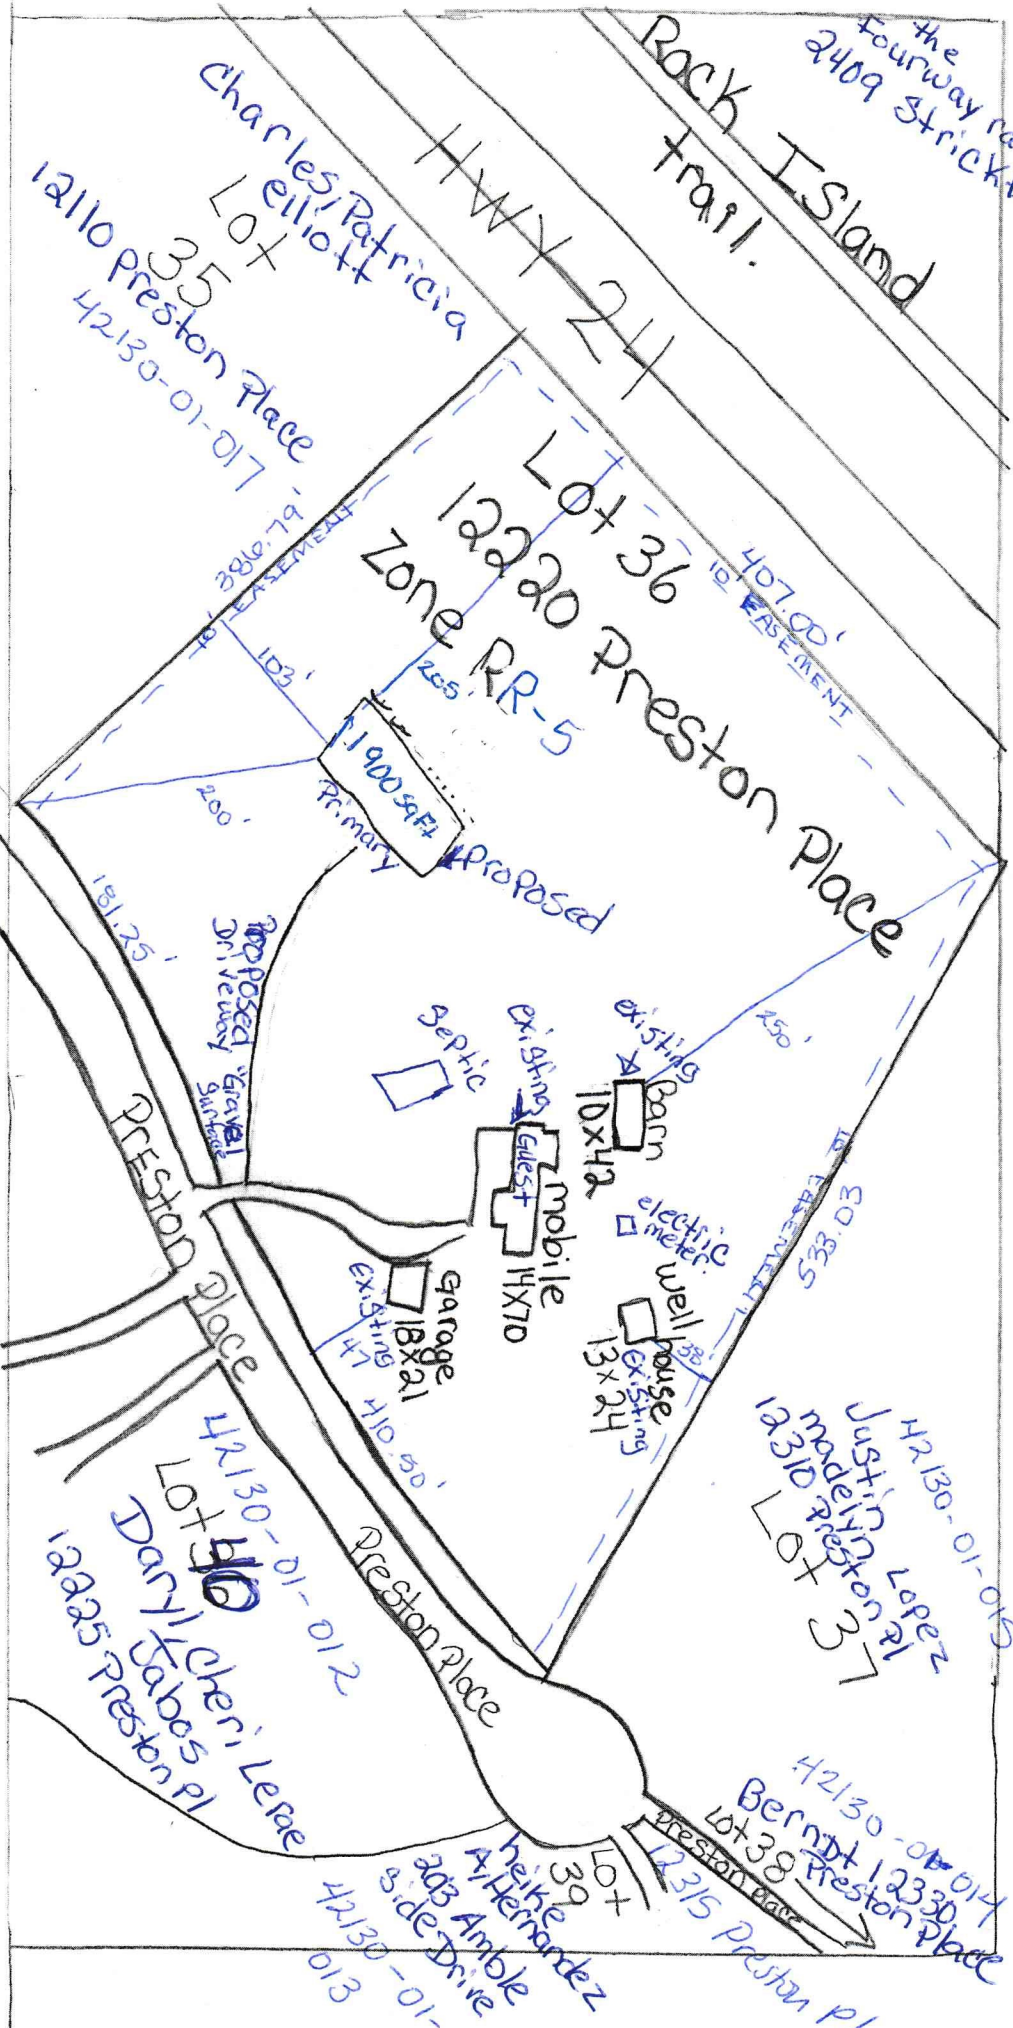 the
Fourway
2409
Rock Island
trail.
HWY 24
Charles/Patricia
elliott
Lot
35
12110 Preston Place
42130-01-017
386.79'
10' EASEMENT
Lot 36
12220 Preston Place
Zone RR-5
407.00'
10' EASEMENT
103'
205'
200'
1900 sqFt
Primary
Proposed
181.25'
Proposed "Gravel
Driveway Surface
Septic
existing
Guest
mobile
14x70
existing
Barn
10x42
250'
electric
meter.
EASEMENT
533.03
well house
existing
13x24
38'
Garage
18x21
Existing
47
410.50'
Preston Place
Preston Place
42130-01-012
Lot 40
Daryl/Cheri Lerae
Jabos
12225 Preston Pl
42130-01-015
Justin
madelyn Lopez
12310 Preston Pl
Lot 37
42130-01-014
Berndt 12330
Lot 38 Preston Place
Preston Place
12315 Preston Pl
Lot
39
heike
A/Hernandez
203 Amble
side Drive
42130-01-
013